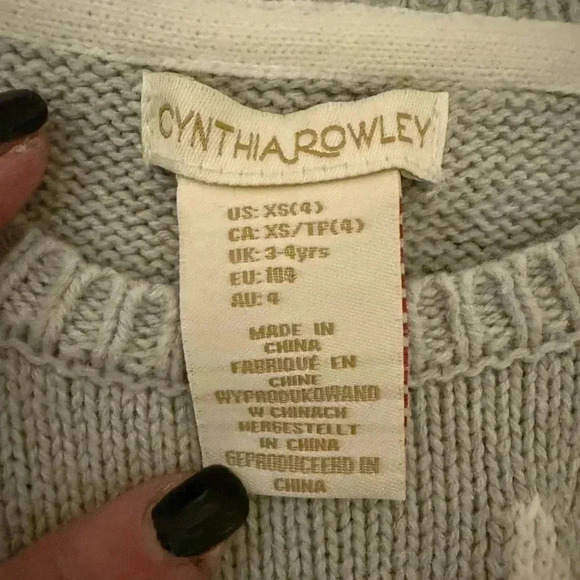 CYNTHIA ROWLEY
US: XS(4)
CA: XS/TP(4)
UK: 3-4yrs
EU: 104
AU: 4
MADE IN
CHINA
FABRIQUÉ EN
CHINE
WYPRODUKOWANO
W CHINACH
HERGESTELLT
IN CHINA
GEPRODUCEERD IN
CHINA